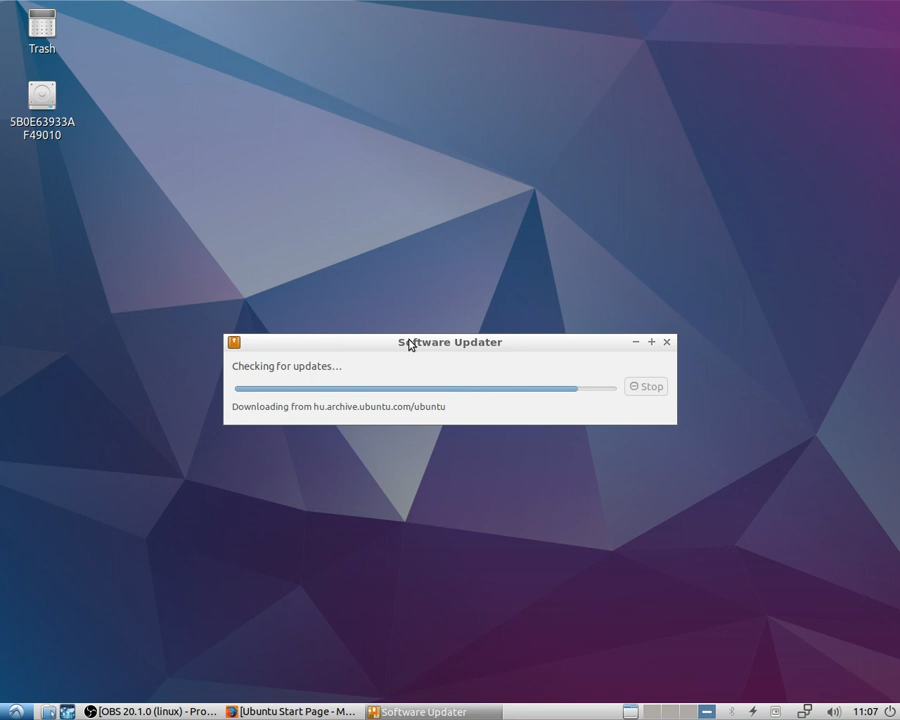 Trash
5B0E63933A
F49010
Software Updater
Checking for updates...
Stop
Downloading from hu.archive.ubuntu.com/ubuntu
[OBS 20.1.0 (linux) - Pro...
[Ubuntu Start Page - M...
Software Updater
11:07